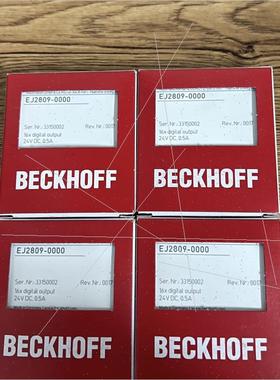 EJ2809-0000
Ser. Nr.: 33150002 Rev. Nr.: 0017
16x digital output
24V DC, 0.5A
BECKHOFF
EJ2809-0000
Ser. Nr.: 33150002 Rev. Nr.: 0017
16x digital output
24V DC, 0.5A
BECKHOFF
EJ2809-0000
Ser. Nr.: 33150002 Rev. Nr.: 0017
16x digital output
24V DC, 0.5A
BECKHOFF
EJ2809-0000
Ser. Nr.: 33150002 Rev. Nr.: 0017
16x digital output
24V DC, 0.5A
BECKHOFF